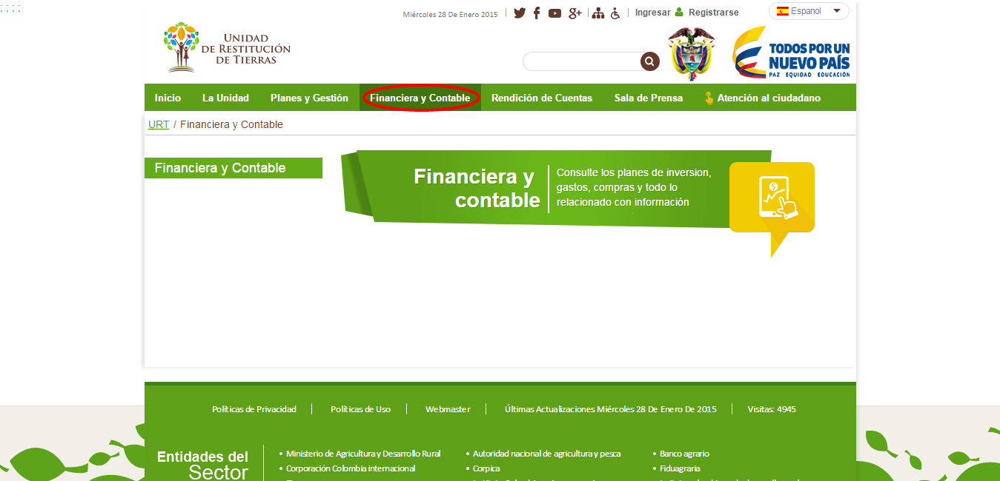 ; ; ; ;
Miércoles 28 De Enero 2015
Ingresar Registrarse
Espanol
UNIDAD
DE RESTITUCIÓN
DE TIERRAS
TODOS POR UN
NUEVO PAÍS
PAZ EQUIDAD EDUCACIÓN
Inicio La Unidad Planes y Gestión Financiera y Contable Rendición de Cuentas Sala de Prensa Atención al ciudadano
URT / Financiera y Contable
Financiera y Contable
Financiera y
contable
Consulte los planes de inversion,
gastos, compras y todo lo
relacionado con información
Políticas de Privacidad Políticas de Uso Webmaster Últimas Actualizaciones Miércoles 28 De Enero De 2015 Visitas: 4945
Entidades del
Sector
• Ministerio de Agricultura y Desarrollo Rural
• Corporación Colombia internacional
• Autoridad nacional de agricultura y pesca
• Corpica
• Banco agrario
• Fiduagraria